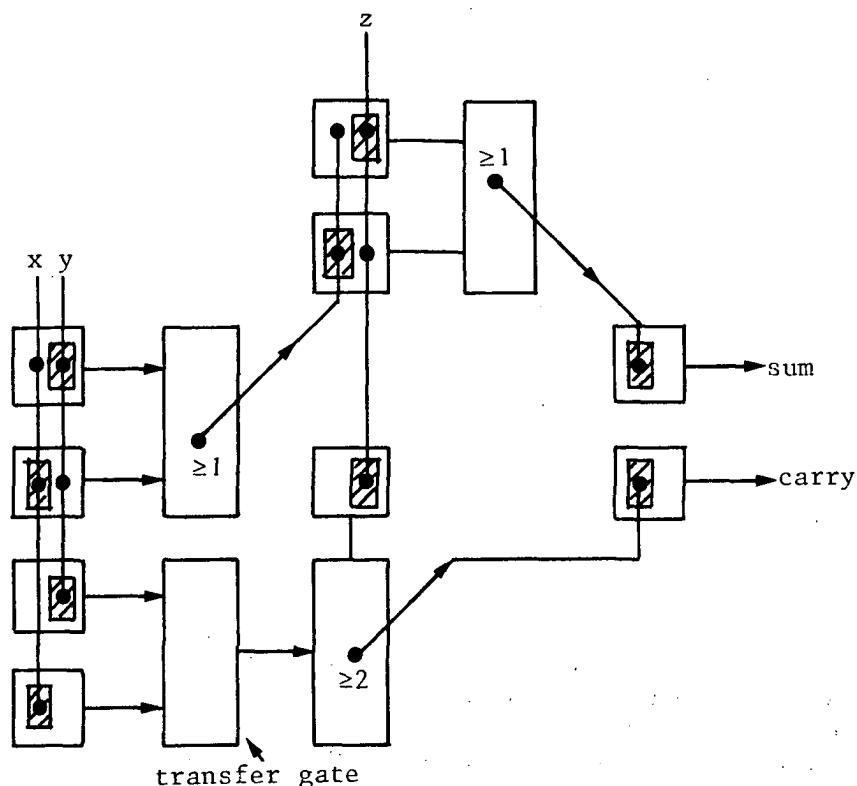 z
≥1
x y
sum
≥1
carry
≥2
transfer gate